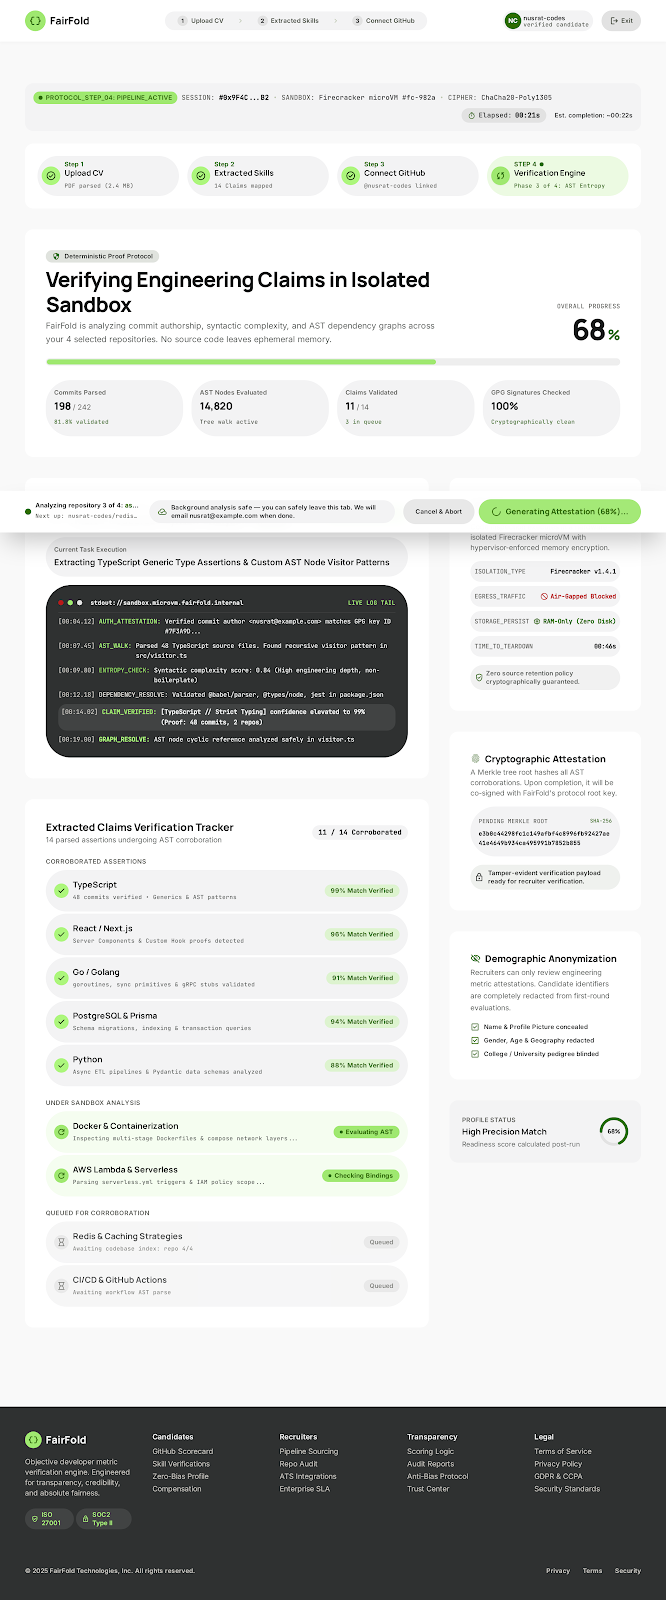 FairFold
1 Upload CV
2 Extracted Skills
3 Connect GitHub
NC
nusrat-codes
verified candidate
Exit
PROTOCOL_STEP_04: PIPELINE_ACTIVE
SESSION: #0x9F4C...B2 · SANDBOX: Firecracker microVM #fc-982a · CIPHER: ChaCha20-Poly1305
Elapsed: 00:21s
Est. completion: ~00:22s
Step 1
Upload CV
PDF parsed (2.4 MB)
Step 2
Extracted Skills
14 Claims mapped
Step 3
Connect GitHub
@nusrat-codes linked
STEP 4
Verification Engine
Phase 3 of 4: AST Entropy
Deterministic Proof Protocol
Verifying Engineering Claims in Isolated
Sandbox
FairFold is analyzing commit authorship, syntactic complexity, and AST dependency graphs across
your 4 selected repositories. No source code leaves ephemeral memory.
OVERALL PROGRESS
68%
Commits Parsed
198 / 242
81.8% validated
AST Nodes Evaluated
14,820
Tree walk active
Claims Validated
11 / 14
3 in queue
GPG Signatures Checked
100%
Cryptographically clean
Analyzing repository 3 of 4: as...
Next up: nusrat-codes/redis…
Background analysis safe — you can safely leave this tab. We will
email nusrat@example.com when done.
Cancel & Abort
Generating Attestation (68%)...
Current Task Execution
Extracting TypeScript Generic Type Assertions & Custom AST Node Visitor Patterns
stdout://sandbox.microvm.fairfold.internal
LIVE LOG TAIL
[00:04.12] AUTH_ATTESTATION: Verified commit author <nusrat@example.com> matches GPG key ID
#7F3A9D...
[00:07.45] AST_WALK: Parsed 48 TypeScript source files. Found recursive visitor pattern in
src/visitor.ts
[00:09.80] ENTROPY_CHECK: Syntactic complexity score: 0.84 (High engineering depth, non-
boilerplate)
[00:12.18] DEPENDENCY_RESOLVE: Validated @babel/parser, @types/node, jest in package.json
[00:14.02] CLAIM_VERIFIED: [TypeScript // Strict Typing] confidence elevated to 99%
(Proof: 48 commits, 2 repos)
[00:19.00] GRAPH_RESOLVE: AST node cyclic reference analyzed safely in visitor.ts
isolated Firecracker microVM with
hypervisor-enforced memory encryption.
ISOLATION_TYPE
Firecracker v1.4.1
EGRESS_TRAFFIC
Air-Gapped Blocked
STORAGE_PERSIST
RAM-Only (Zero Disk)
TIME_TO_TEARDOWN
00:46s
Zero source retention policy
cryptographically guaranteed.
Cryptographic Attestation
A Merkle tree root hashes all AST
corroborations. Upon completion, it will be
co-signed with FairFold's protocol root key.
PENDING MERKLE ROOT
SHA-256
e3b0c44298fc1c149afbf4c8996fb92427ae
41e4649b934ca495991b7852b855
Tamper-evident verification payload
ready for recruiter verification.
Extracted Claims Verification Tracker
14 parsed assertions undergoing AST corroboration
11 / 14 Corroborated
CORROBORATED ASSERTIONS
TypeScript
48 commits verified • Generics & AST patterns
99% Match Verified
React / Next.js
Server Components & Custom Hook proofs detected
96% Match Verified
Go / Golang
goroutines, sync primitives & gRPC stubs validated
91% Match Verified
PostgreSQL & Prisma
Schema migrations, indexing & transaction queries
94% Match Verified
Python
Async ETL pipelines & Pydantic data schemas analyzed
88% Match Verified
UNDER SANDBOX ANALYSIS
Docker & Containerization
Inspecting multi-stage Dockerfiles & compose network layers...
Evaluating AST
AWS Lambda & Serverless
Parsing serverless.yml triggers & IAM policy scope...
Checking Bindings
QUEUED FOR CORROBORATION
Redis & Caching Strategies
Awaiting codebase index: repo 4/4
Queued
CI/CD & GitHub Actions
Awaiting workflow AST parse
Queued
Demographic Anonymization
Recruiters can only review engineering
metric attestations. Candidate identifiers
are completely redacted from first-round
evaluations.
Name & Profile Picture concealed
Gender, Age & Geography redacted
College / University pedigree blinded
PROFILE STATUS
High Precision Match
Readiness score calculated post-run
68%
FairFold
Objective developer metric
verification engine. Engineered
for transparency, credibility,
and absolute fairness.
ISO
27001
SOC2
Type II
Candidates
GitHub Scorecard
Skill Verifications
Zero-Bias Profile
Compensation
Recruiters
Pipeline Sourcing
Repo Audit
ATS Integrations
Enterprise SLA
Transparency
Scoring Logic
Audit Reports
Anti-Bias Protocol
Trust Center
Legal
Terms of Service
Privacy Policy
GDPR & CCPA
Security Standards
© 2025 FairFold Technologies, Inc. All rights reserved.
Privacy
Terms
Security